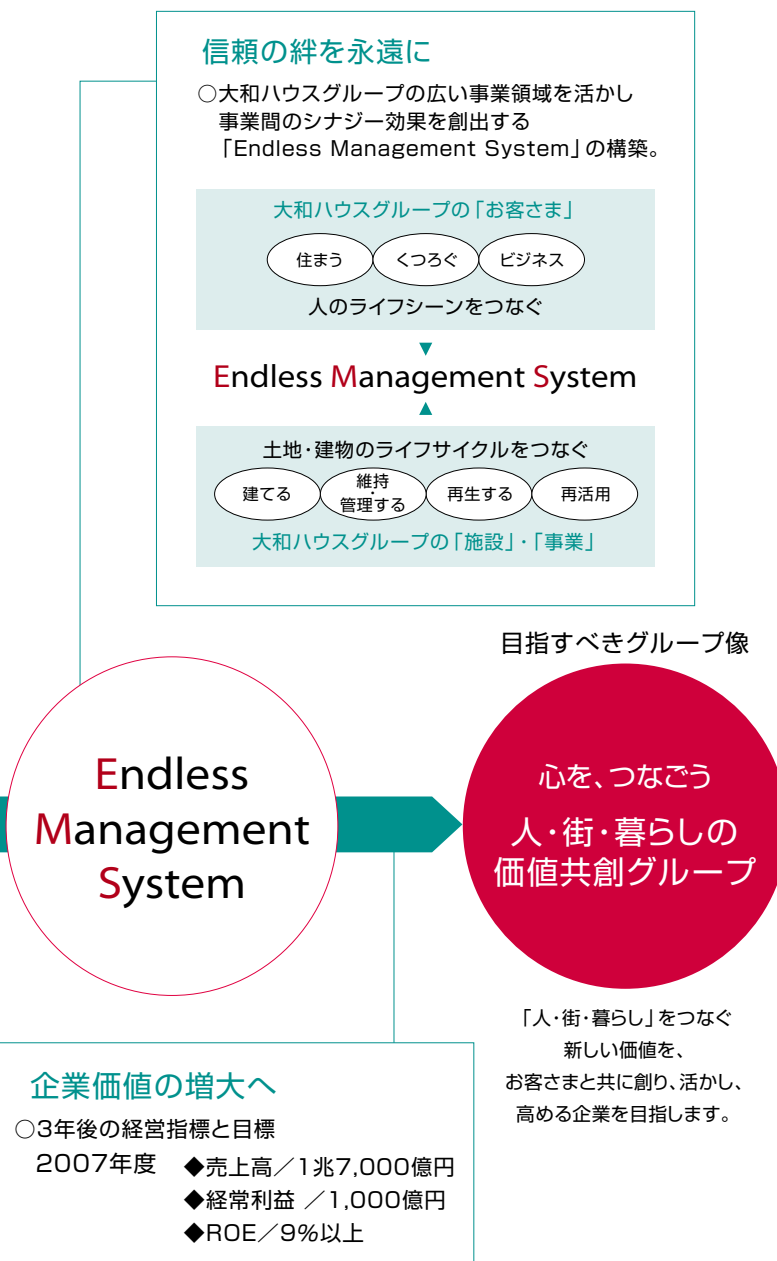 信頼の絆を永遠に
○大和ハウスグループの広い事業領域を活かし
事業間のシナジー効果を創出する
「Endless Management System」の構築。
大和ハウスグループの「お客さま」
住まう くつろぐ ビジネス
人のライフシーンをつなぐ
▼
Endless Management System
▲
土地・建物のライフサイクルをつなぐ
建てる 維持・管理する 再生する 再活用
大和ハウスグループの「施設」・「事業」
Endless
Management
System
目指すべきグループ像
心を、つなごう
人・街・暮らしの
価値共創グループ
「人・街・暮らし」をつなぐ
新しい価値を、
お客さまと共に創り、活かし、
高める企業を目指します。
企業価値の増大へ
○3年後の経営指標と目標
2007年度 ◆売上高／1兆7,000億円
◆経常利益 ／1,000億円
◆ROE／9%以上